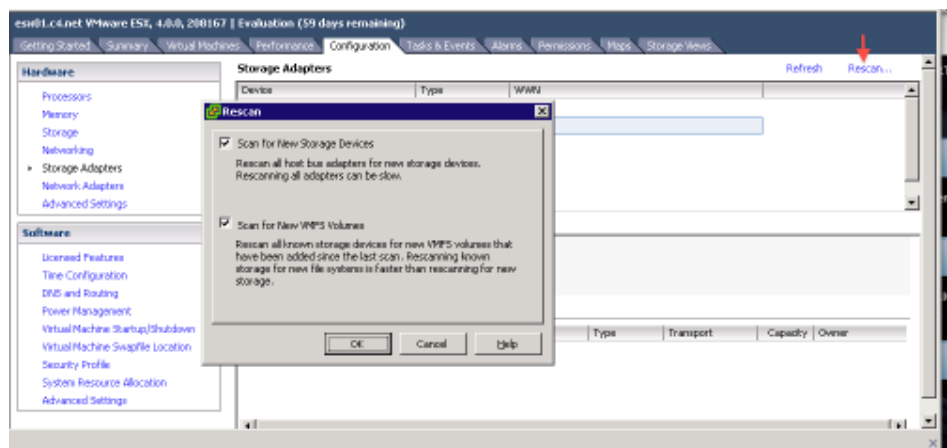 esx01.c4.net VMware ESX, 4.0.0, 208167 | Evaluation (59 days remaining)
Getting Started Summary Virtual Machines Performance Configuration Tasks & Events Alarms Permissions Maps Storage Views
Hardware
Processors
Memory
Storage
Networking
Storage Adapters
Network Adapters
Advanced Settings
Software
Licensed Features
Time Configuration
DNS and Routing
Power Management
Virtual Machine Startup/Shutdown
Virtual Machine Swapfile Location
Security Profile
System Resource Allocation
Advanced Settings
Storage Adapters
Refresh Rescan...
Device Type WWN
Rescan
Scan for New Storage Devices
Rescan all host bus adapters for new storage devices.
Rescanning all adapters can be slow.
Scan for New VMFS Volumes
Rescan all known storage devices for new VMFS volumes that
have been added since the last scan. Rescanning known
storage for new file systems is faster than rescanning for new
storage.
OK Cancel Help
Type Transport Capacity Owner